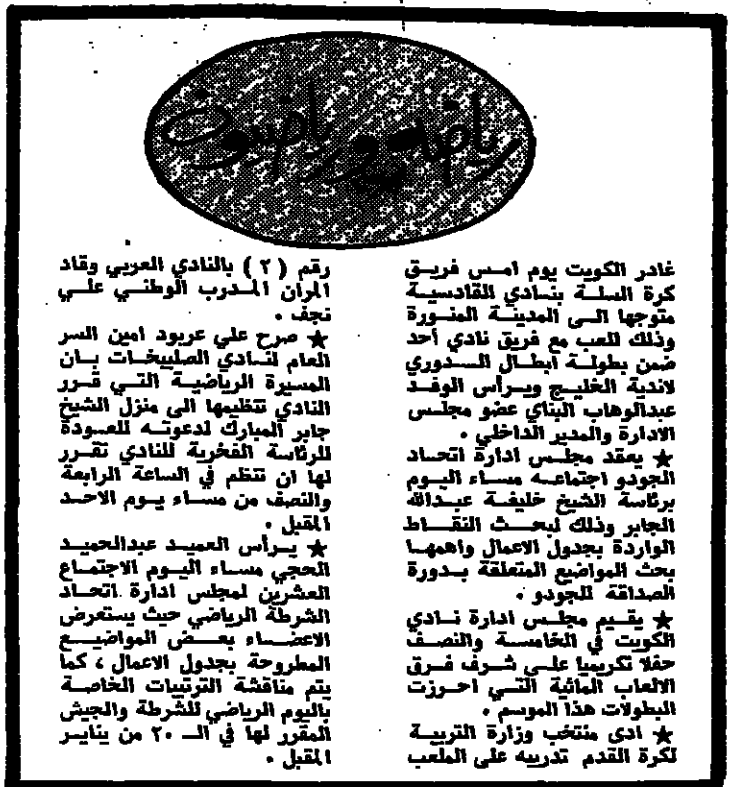 رياضة ورياضيون
غادر الكويت يوم امس فريق
كرة السلة بنادي القادسية
متوجها الى المدينة المنورة
وذلك للعب مع فريق نادي أحد
ضمن بطولة ابطال الدوري
لاندية الخليج ويرأس الوفد
عبدالوهاب البناي عضو مجلس
الادارة والمدير الداخلي .
★ يعقد مجلس ادارة اتحاد
الجودو اجتماعه مساء اليوم
برئاسة الشيخ خليفة عبدالله
الجابر وذلك لبحث النقاط
الواردة بجدول الاعمال واهمها
بحث المواضيع المتعلقة بدورة
الصداقة للجودو .
★ يقيم مجلس ادارة نادي
الكويت في الخامسة والنصف
حفلا تكريميا على شرف فرق
الالعاب المائية التي احرزت
البطولات هذا الموسم .
★ ادى منتخب وزارة التربية
لكرة القدم تدريبه على الملعب
رقم ( ٢ ) بالنادي العربي وقاد
المران المدرب الوطني علي
نجف .
★ صرح علي عربود امين السر
العام لنادي الصليبخات بان
المسيرة الرياضية التي قرر
النادي تنظيمها الى منزل الشيخ
جابر المبارك لدعوته للعودة
للرئاسة الفخرية للنادي تقرر
لها ان تنظم في الساعة الرابعة
والنصف من مساء يوم الاحد
المقبل .
★ يرأس العميد عبدالحميد
الحجي مساء اليوم الاجتماع
العشرين لمجلس ادارة اتحاد
الشرطة الرياضي حيث يستعرض
الاعضاء بعض المواضيع
المطروحة بجدول الاعمال ، كما
يتم مناقشة الترتيبات الخاصة
باليوم الرياضي للشرطة والجيش
المقرر لها في الـ ٢٠ من يناير
المقبل .